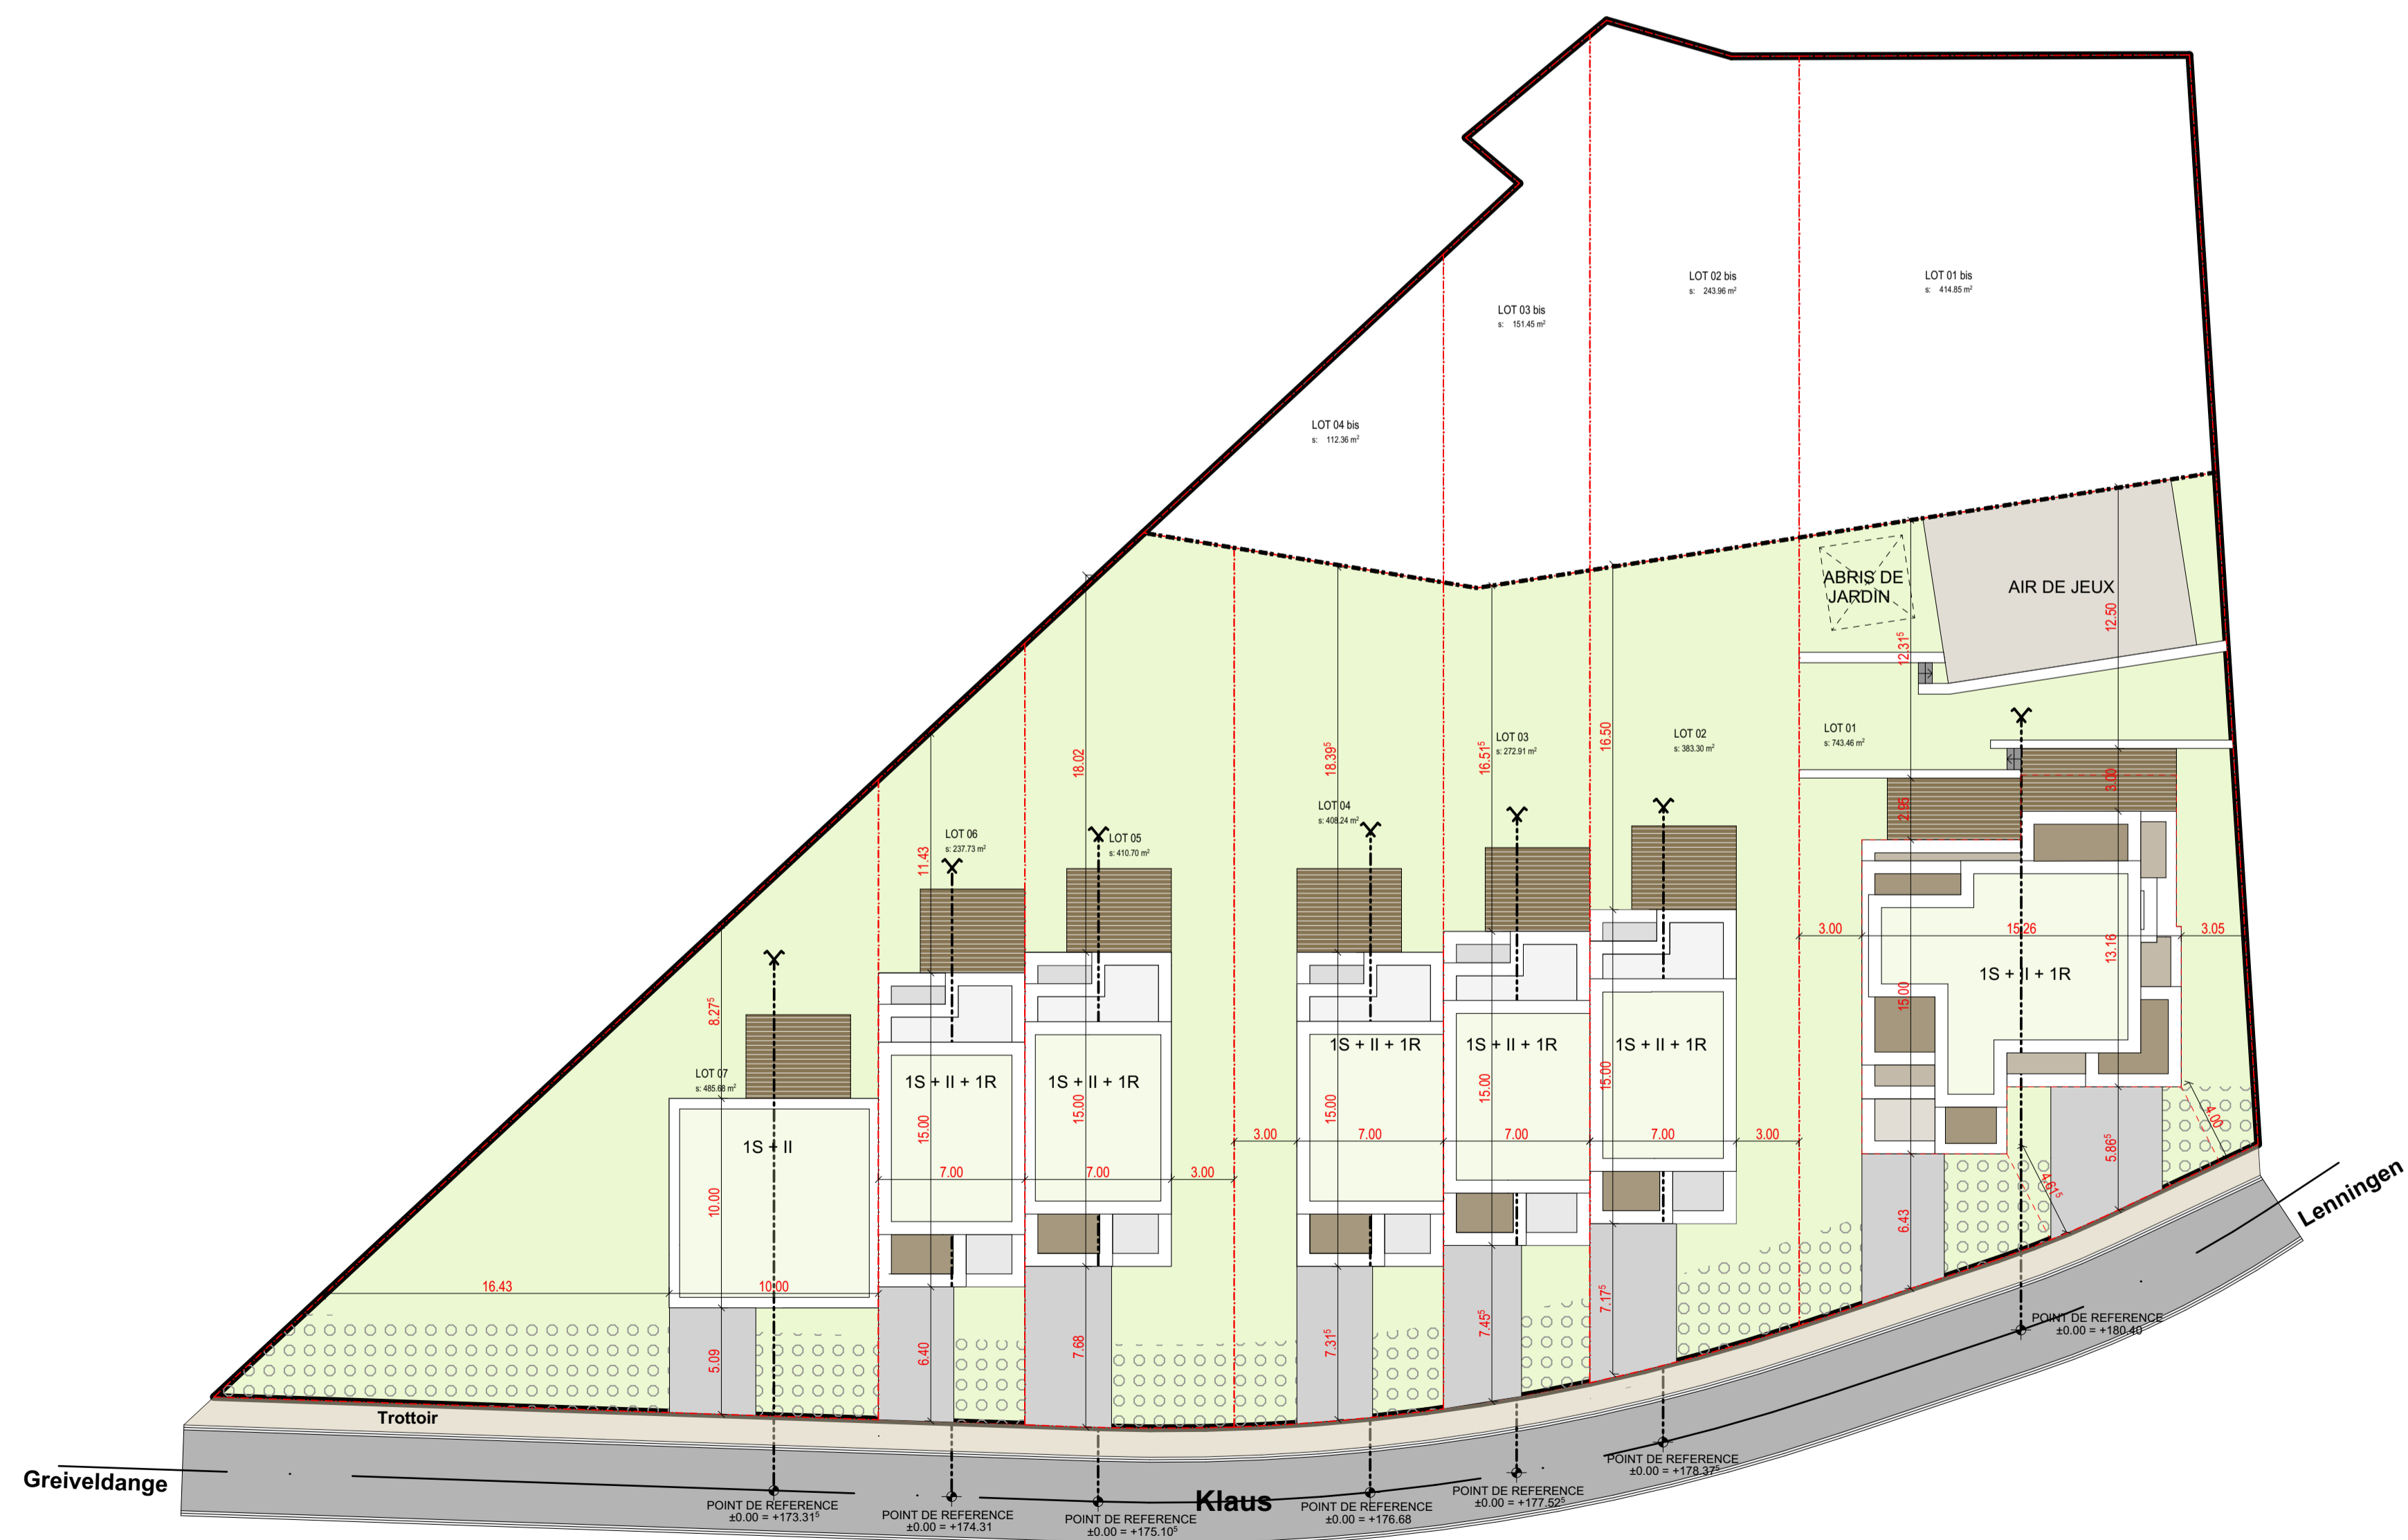 LOT 02 bis
s: 243.96 m²
LOT 01 bis
s: 414.85 m²
LOT 03 bis
s: 151.45 m²
LOT 04 bis
s: 112.36 m²
ABRIS DE
JARDIN
AIR DE JEUX
12.50
12.31⁵
LOT 01
s: 743.46 m²
LOT 02
s: 383.30 m²
LOT 03
s: 272.91 m²
16.50
16.51⁵
18.39⁵
18.02
LOT 04
s: 408.24 m²
LOT 05
s: 410.70 m²
LOT 06
s: 237.73 m²
11.43
2.95
3.00
3.00
15.26
3.05
13.16
1S + II + 1R
15.00
8.27⁵
LOT 07
s: 485.68 m²
1S + II
1S + II + 1R
1S + II + 1R
1S + II + 1R
1S + II + 1R
1S + II + 1R
10.00
15.00
15.00
15.00
15.00
15.00
7.00
7.00
3.00
3.00
7.00
7.00
7.00
3.00
4.00
4.61⁵
5.86⁵
6.43
16.43
10.00
5.09
6.40
7.68
7.31⁵
7.45⁵
7.17⁵
Trottoir
Greiveldange
Klaus
Lenningen
POINT DE REFERENCE
±0.00 = +173.31⁵
POINT DE REFERENCE
±0.00 = +174.31
POINT DE REFERENCE
±0.00 = +175.10⁵
POINT DE REFERENCE
±0.00 = +176.68
POINT DE REFERENCE
±0.00 = +177.52⁵
POINT DE REFERENCE
±0.00 = +178.37⁵
POINT DE REFERENCE
±0.00 = +180.40